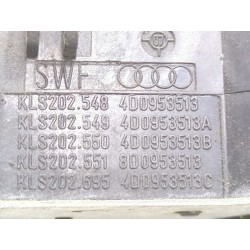 SWF
KLS202.548 4D0953513
KLS202.549 4D0953513A
KLS202.550 4D0953513B
KLS202.551 8D0953513
KLS202.695 4D0953513C